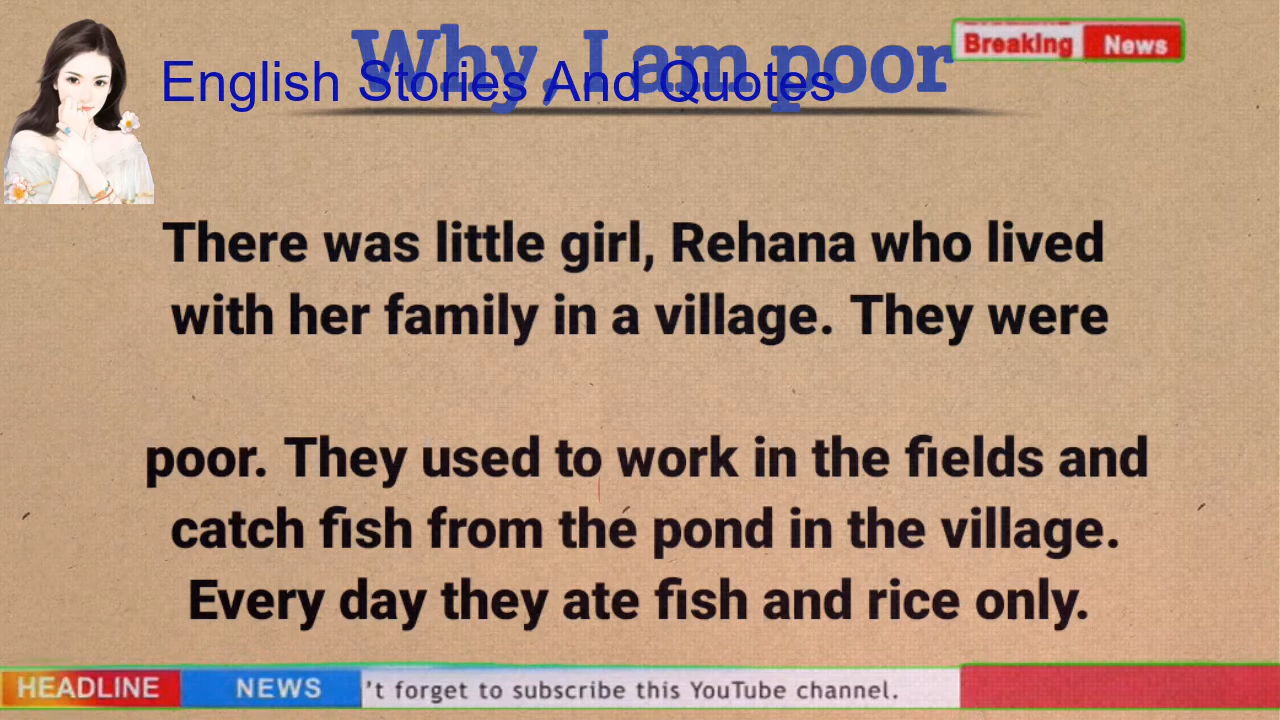 Why, I am poor
English Stories And Quotes
Breaking News
There was little girl, Rehana who lived
with her family in a village. They were
poor. They used to work in the fields and
catch fish from the pond in the village.
Every day they ate fish and rice only.
HEADLINE NEWS 't forget to subscribe this YouTube channel.